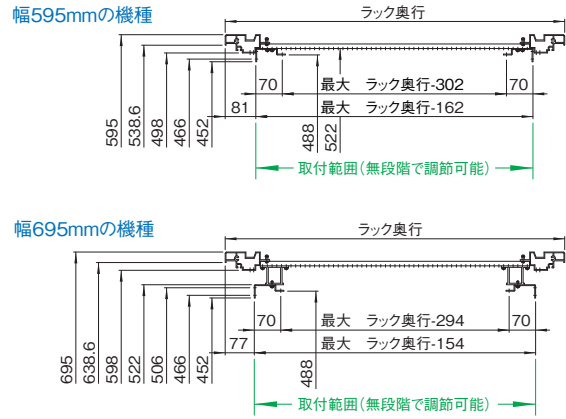 幅595mmの機種
ラック奥行
70
最大 ラック奥行-302
70
81
最大 ラック奥行-162
595
538.6
498
466
452
488
522
取付範囲(無段階で調節可能)
幅695mmの機種
ラック奥行
70
最大 ラック奥行-294
70
77
最大 ラック奥行-154
695
638.6
598
522
506
466
452
488
取付範囲(無段階で調節可能)